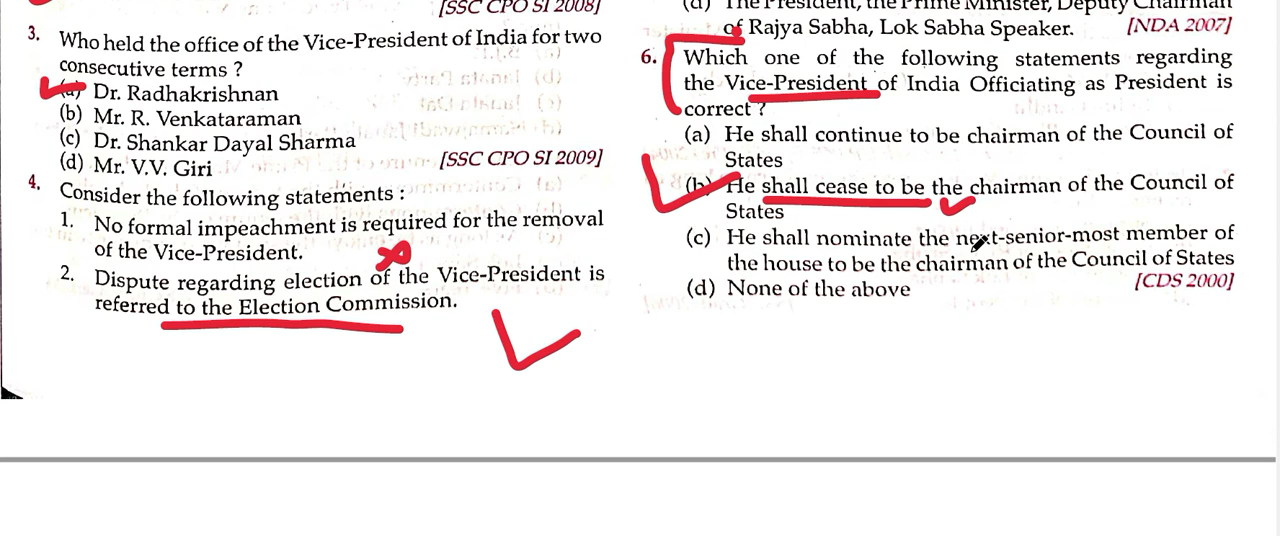 [SSC CPO SI 2008]
3. Who held the office of the Vice-President of India for two
consecutive terms ?
(a) Dr. Radhakrishnan
(b) Mr. R. Venkataraman
(c) Dr. Shankar Dayal Sharma
(d) Mr. V.V. Giri [SSC CPO SI 2009]
4. Consider the following statements :
1. No formal impeachment is required for the removal
of the Vice-President.
2. Dispute regarding election of the Vice-President is
referred to the Election Commission.
(d) The President, the Prime Minister, Deputy Chairman
of Rajya Sabha, Lok Sabha Speaker. [NDA 2007]
6. Which one of the following statements regarding
the Vice-President of India Officiating as President is
correct ?
(a) He shall continue to be chairman of the Council of
States
(b) He shall cease to be the chairman of the Council of
States
(c) He shall nominate the next-senior-most member of
the house to be the chairman of the Council of States
(d) None of the above [CDS 2000]